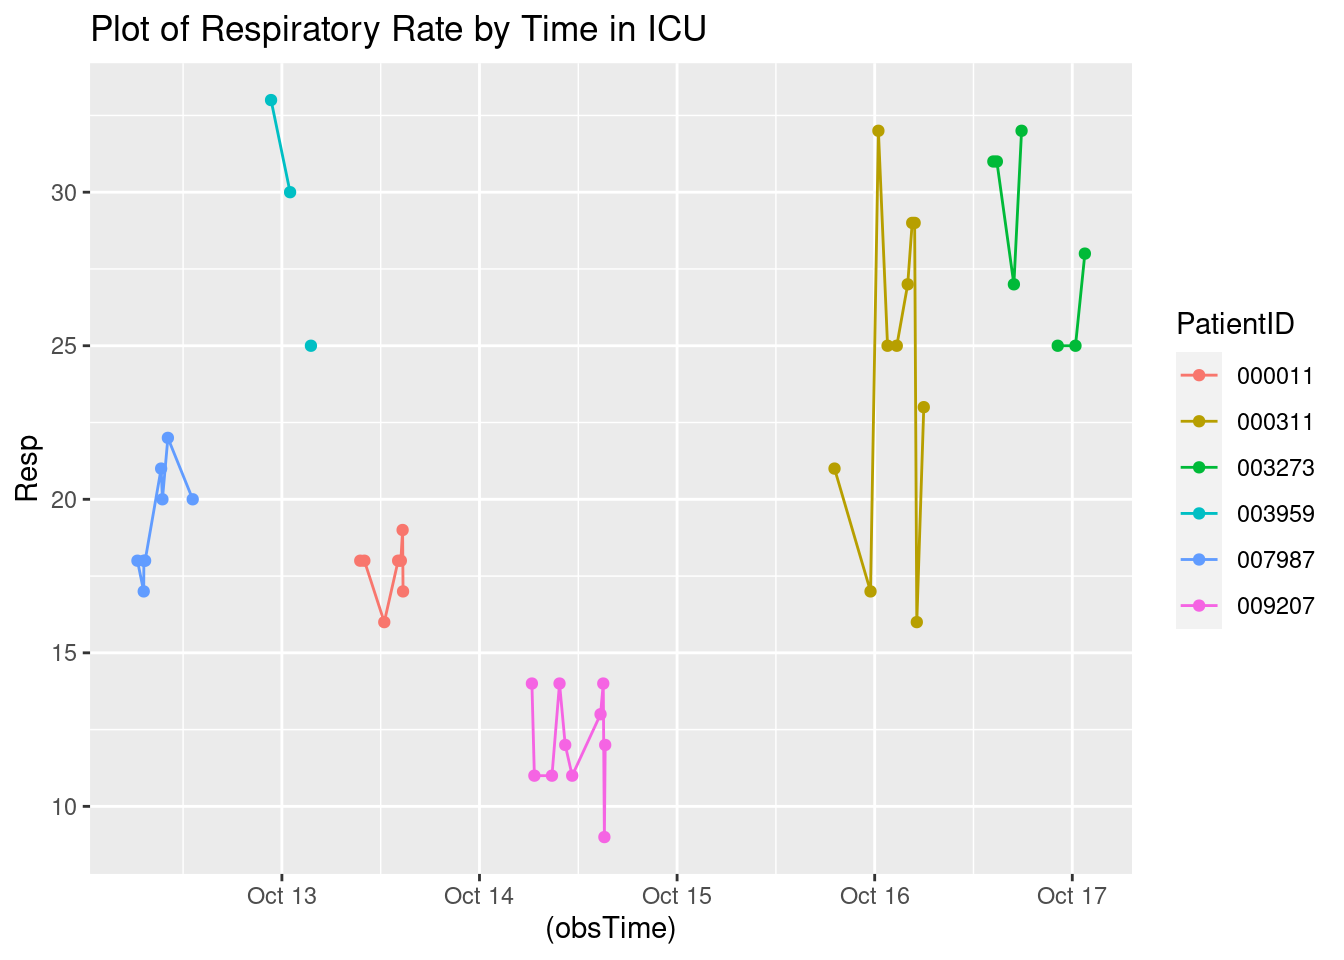 Plot of Respiratory Rate by Time in ICU
Resp
30
25
20
15
10
Oct 13
Oct 14
Oct 15
Oct 16
Oct 17
(obsTime)
PatientID
000011
000311
003273
003959
007987
009207